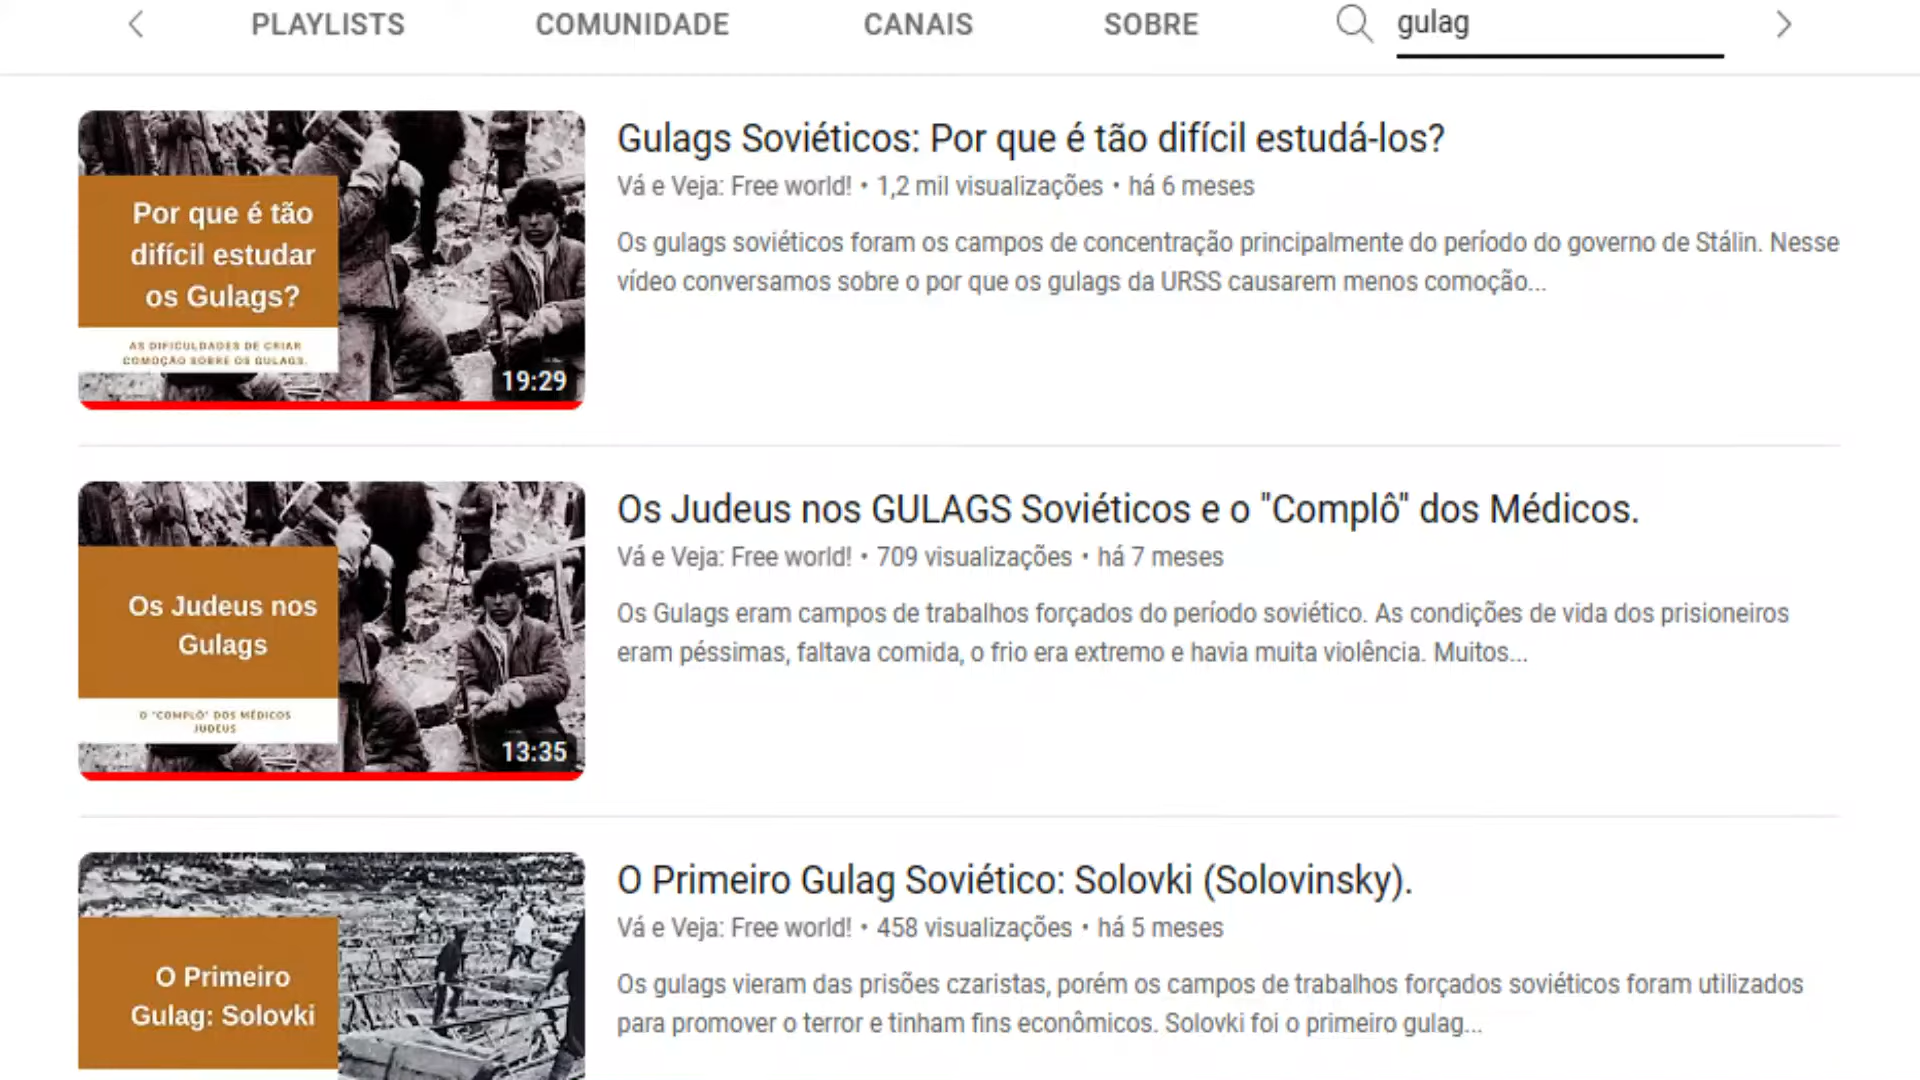 PLAYLISTS COMUNIDADE CANAIS SOBRE gulag
Por que é tão
difícil estudar
os Gulags?
AS DIFICULDADES DE CRIAR
COMOÇÃO SOBRE OS GULAGS.
19:29
Gulags Soviéticos: Por que é tão difícil estudá-los?
Vá e Veja: Free world! • 1,2 mil visualizações • há 6 meses
Os gulags soviéticos foram os campos de concentração principalmente do período do governo de Stálin. Nesse
vídeo conversamos sobre o por que os gulags da URSS causarem menos comoção...
Os Judeus nos
Gulags
O "COMPLÔ" DOS MÉDICOS
JUDEUS
13:35
Os Judeus nos GULAGS Soviéticos e o "Complô" dos Médicos.
Vá e Veja: Free world! • 709 visualizações • há 7 meses
Os Gulags eram campos de trabalhos forçados do período soviético. As condições de vida dos prisioneiros
eram péssimas, faltava comida, o frio era extremo e havia muita violência. Muitos...
O Primeiro
Gulag: Solovki
O Primeiro Gulag Soviético: Solovki (Solovinsky).
Vá e Veja: Free world! • 458 visualizações • há 5 meses
Os gulags vieram das prisões czaristas, porém os campos de trabalhos forçados soviéticos foram utilizados
para promover o terror e tinham fins econômicos. Solovki foi o primeiro gulag...